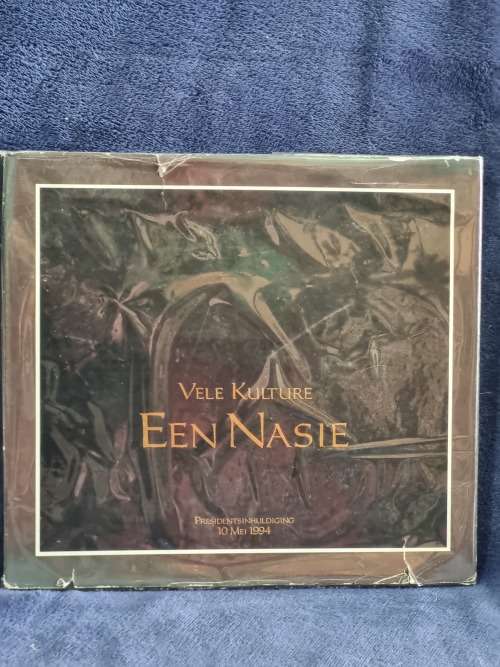 VELE KULTURE
EEN NASIE
PRESIDENTSINHULDIGING
10 MEI 1994